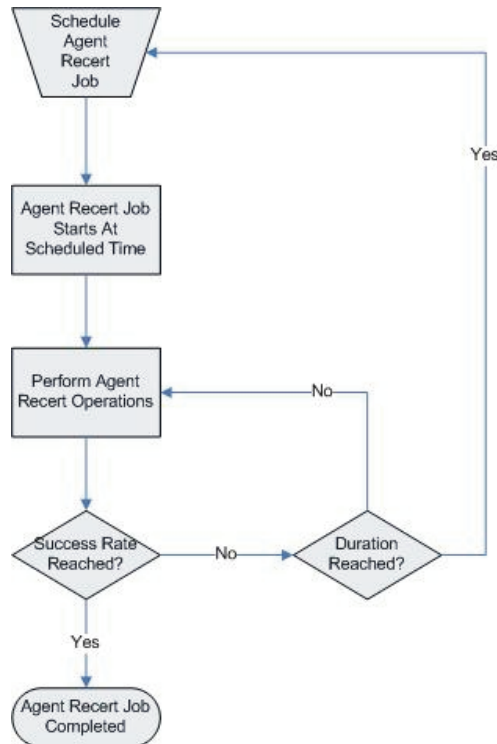 Schedule
Agent
Recert
Job
Yes
Agent Recert Job
Starts At
Scheduled Time
Perform Agent
Recert Operations
No
Success Rate
Reached?
No
Duration
Reached?
Yes
Agent Recert Job
Completed